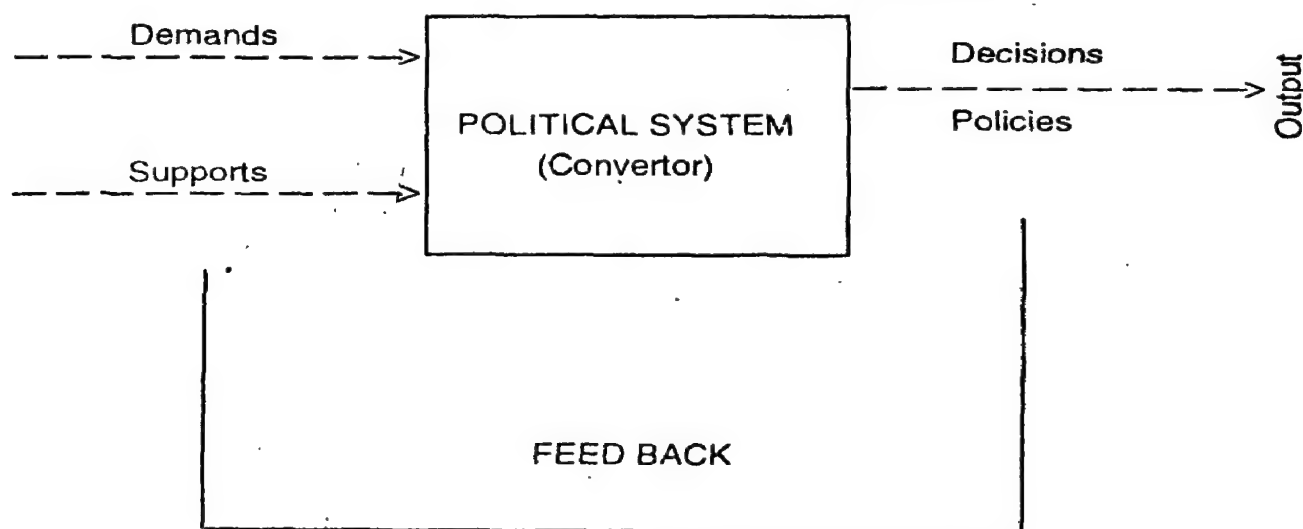 Demands
Supports
POLITICAL SYSTEM
(Convertor)
Decisions
Policies
Output
FEED BACK